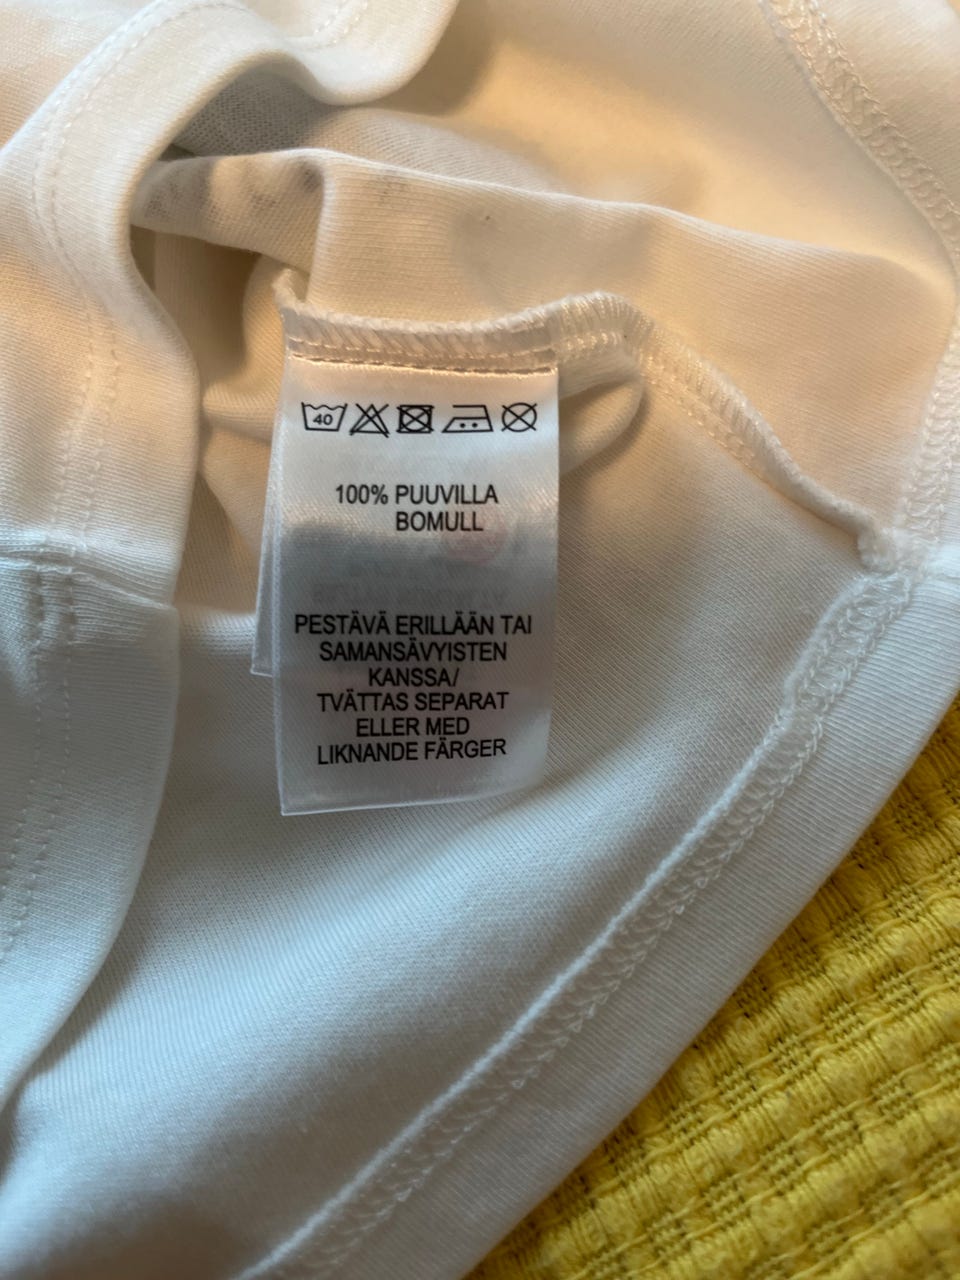 40
100% PUUVILLA
BOMULL
PESTÄVÄ ERILLÄÄN TAI
SAMANSÄVYISTEN
KANSSA/
TVÄTTAS SEPARAT
ELLER MED
LIKNANDE FÄRGER